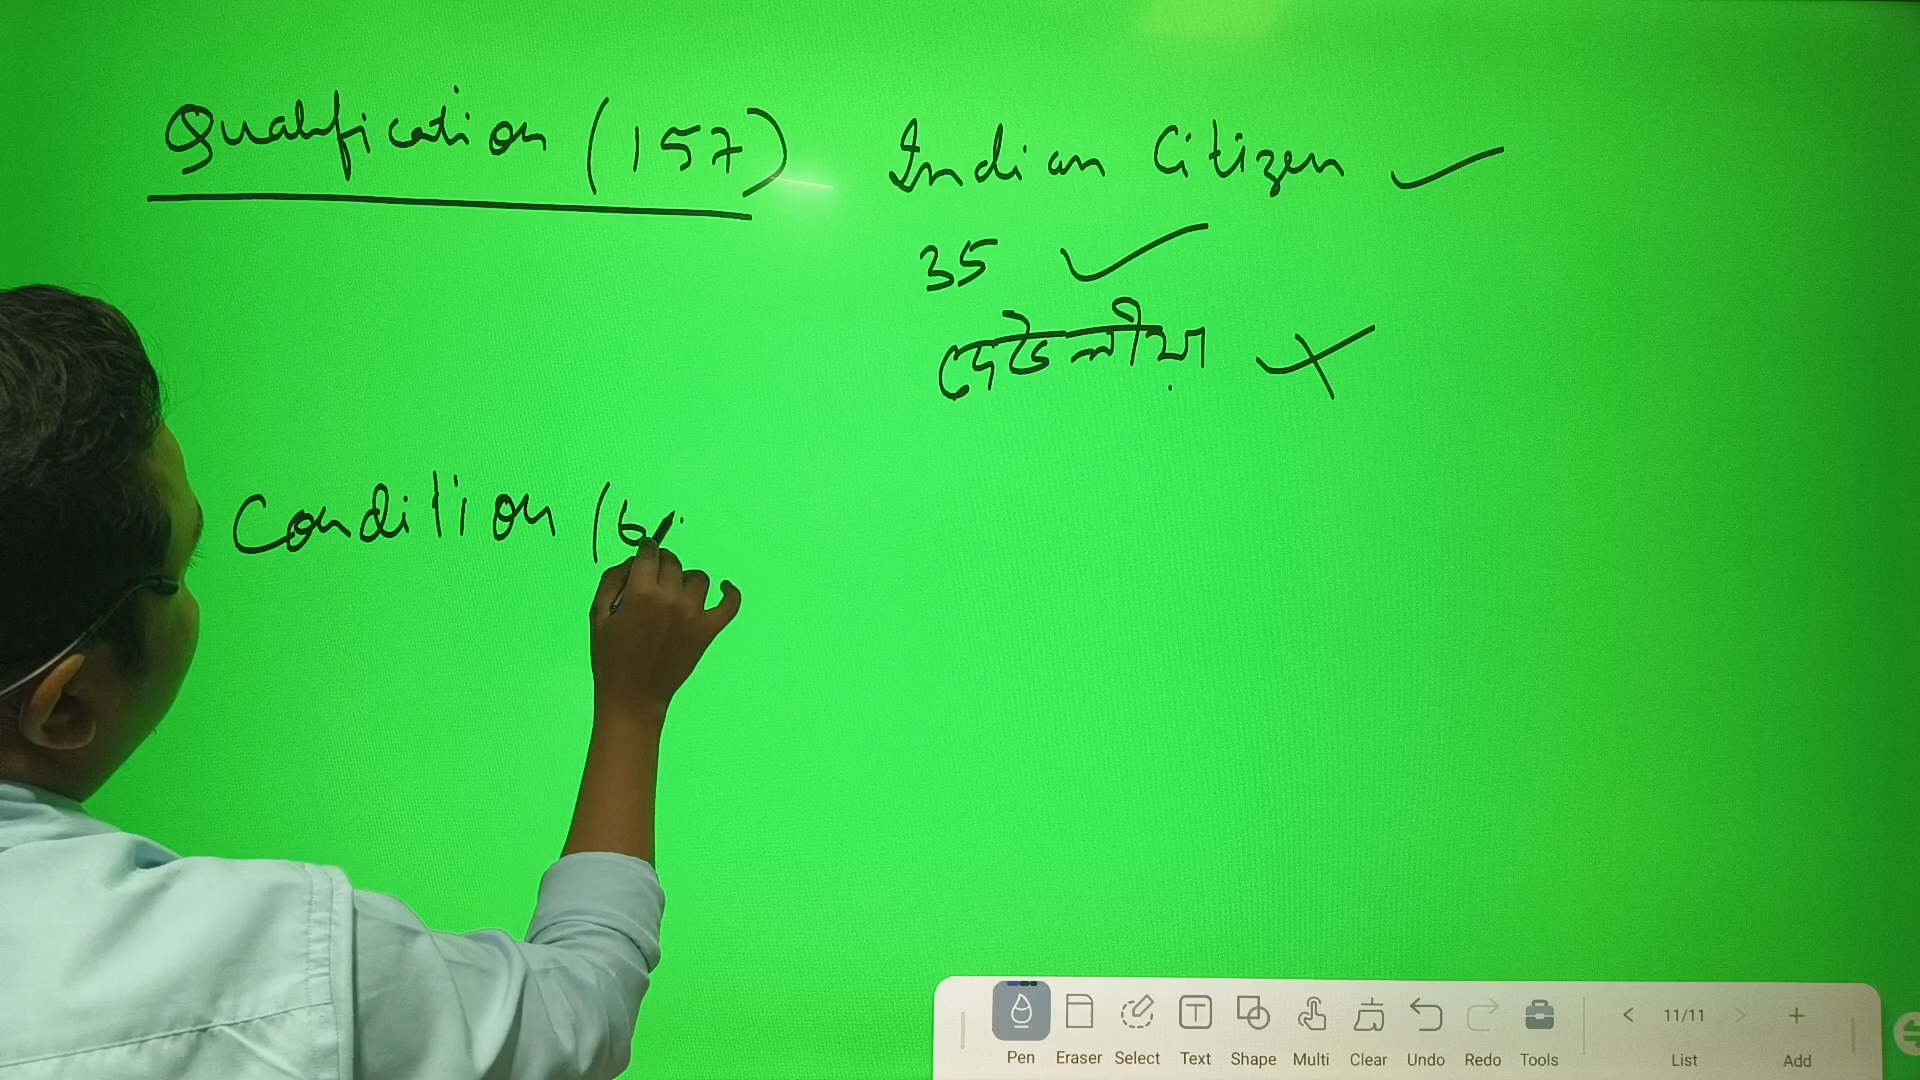 Qualification (157) Indian Citizen ✓
35 ✓
দেউলীয়া ✗
Condition (6
Pen Eraser Select Text Shape Multi Clear Undo Redo Tools < 11/11 > +
List Add